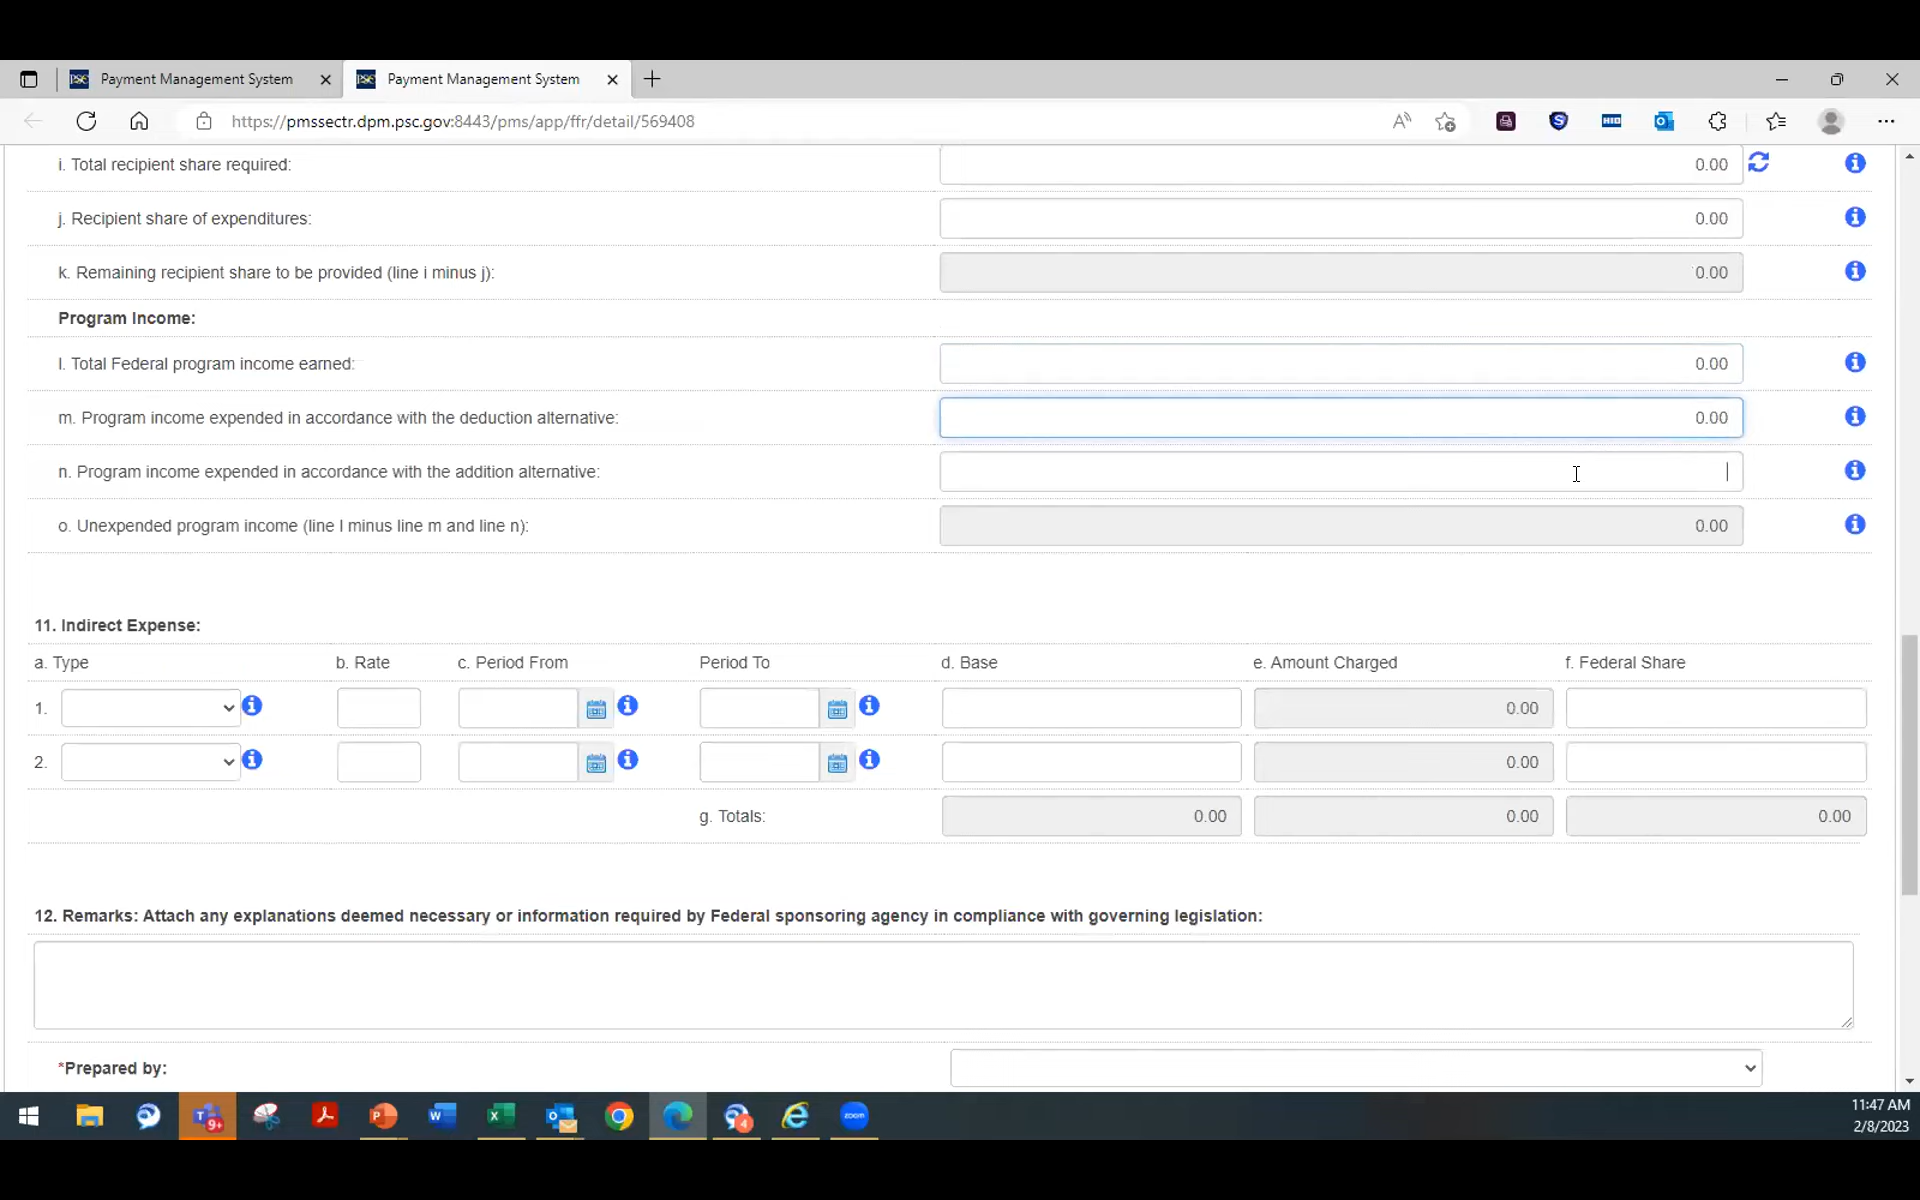 Payment Management System
Payment Management System
https://pmssectr.dpm.psc.gov:8443/pms/app/ffr/detail/569408
i. Total recipient share required: 0.00
j. Recipient share of expenditures: 0.00
k. Remaining recipient share to be provided (line i minus j): 0.00
Program Income:
l. Total Federal program income earned: 0.00
m. Program income expended in accordance with the deduction alternative: 0.00
n. Program income expended in accordance with the addition alternative:
o. Unexpended program income (line l minus line m and line n): 0.00
11. Indirect Expense:
a. Type b. Rate c. Period From Period To d. Base e. Amount Charged f. Federal Share
1. 0.00
2. 0.00
g. Totals: 0.00 0.00 0.00
12. Remarks: Attach any explanations deemed necessary or information required by Federal sponsoring agency in compliance with governing legislation:
*Prepared by:
11:47 AM
2/8/2023